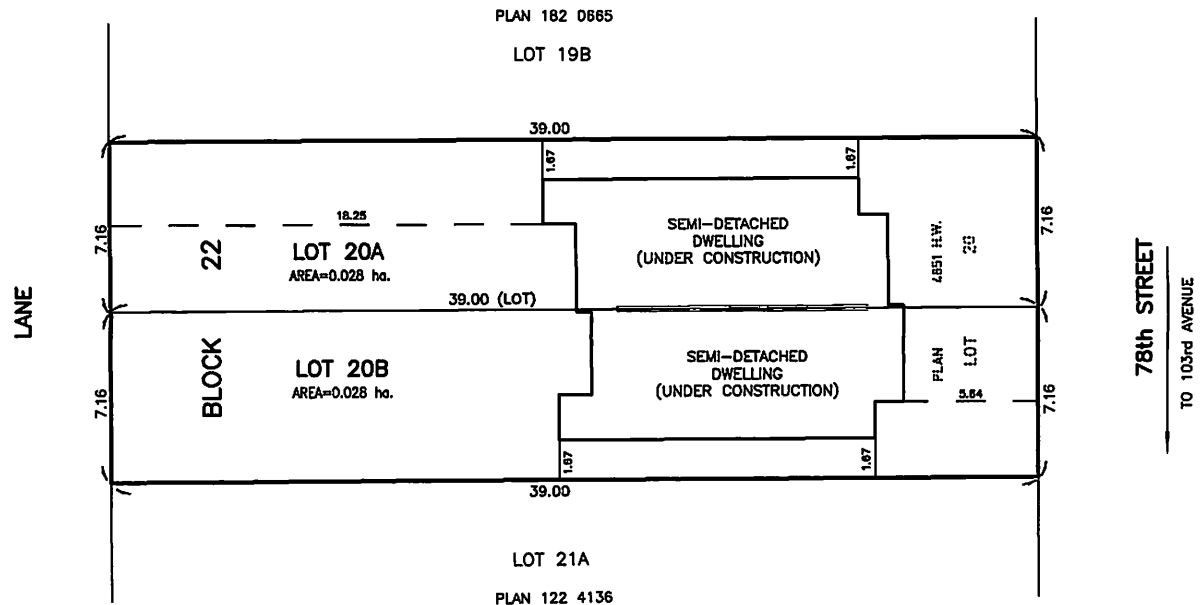 PLAN 182 0665
LOT 19B
39.00
1.67
1.67
7.16
18.25
22
LOT 20A
AREA=0.028 ha.
SEMI-DETACHED
DWELLING
(UNDER CONSTRUCTION)
4851 H.W.
20
7.16
LANE
39.00 (LOT)
78th STREET
TO 103rd AVENUE
7.16
BLOCK
LOT 20B
AREA=0.028 ha.
SEMI-DETACHED
DWELLING
(UNDER CONSTRUCTION)
PLAN
LOT
5.64
7.16
1.67
1.67
39.00
LOT 21A
PLAN 122 4136